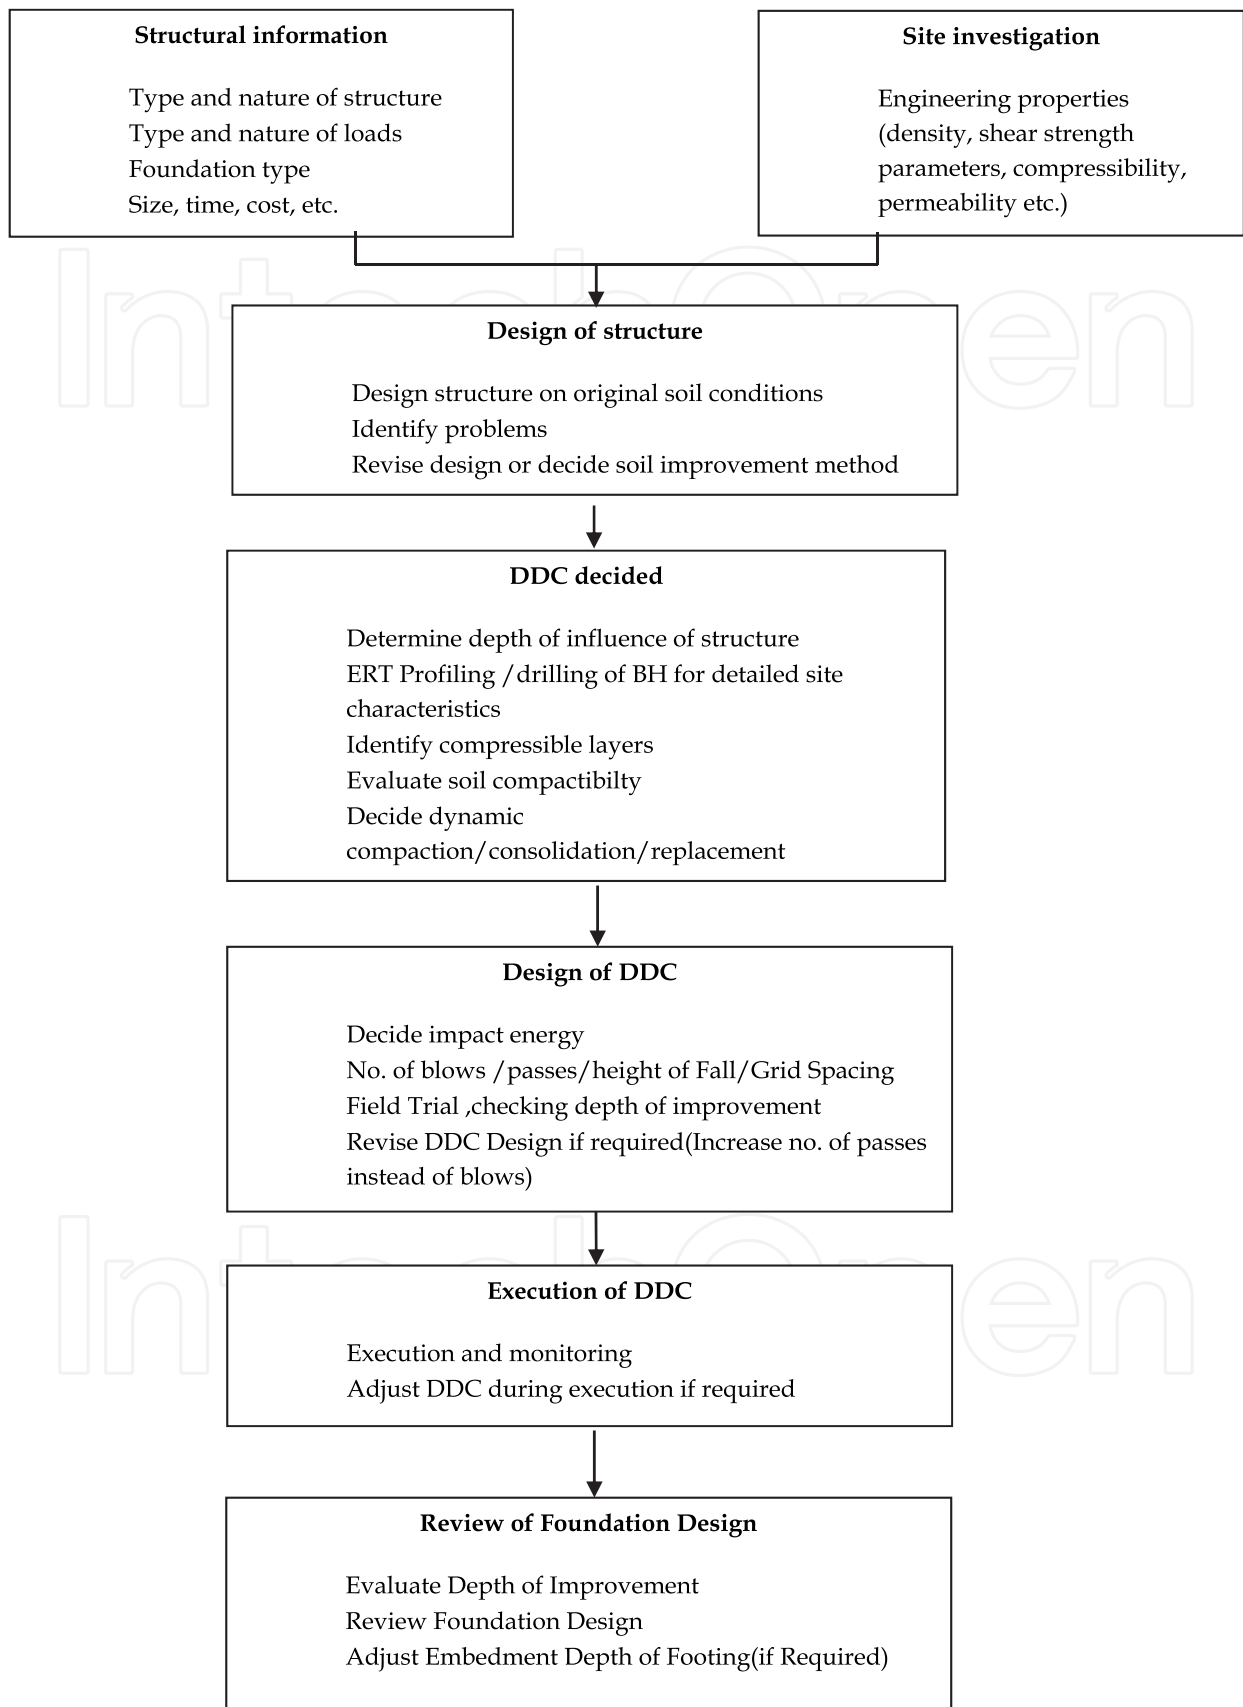 Structural information
Type and nature of structure
Type and nature of loads
Foundation type
Size, time, cost, etc.
Site investigation
Engineering properties
(density, shear strength
parameters, compressibility,
permeability etc.)
Design of structure
Design structure on original soil conditions
Identify problems
Revise design or decide soil improvement method
DDC decided
Determine depth of influence of structure
ERT Profiling /drilling of BH for detailed site
characteristics
Identify compressible layers
Evaluate soil compactibilty
Decide dynamic
compaction/consolidation/replacement
Design of DDC
Decide impact energy
No. of blows /passes/height of Fall/Grid Spacing
Field Trial ,checking depth of improvement
Revise DDC Design if required(Increase no. of passes
instead of blows)
Execution of DDC
Execution and monitoring
Adjust DDC during execution if required
Review of Foundation Design
Evaluate Depth of Improvement
Review Foundation Design
Adjust Embedment Depth of Footing(if Required)
IntechOpen
IntechOpen